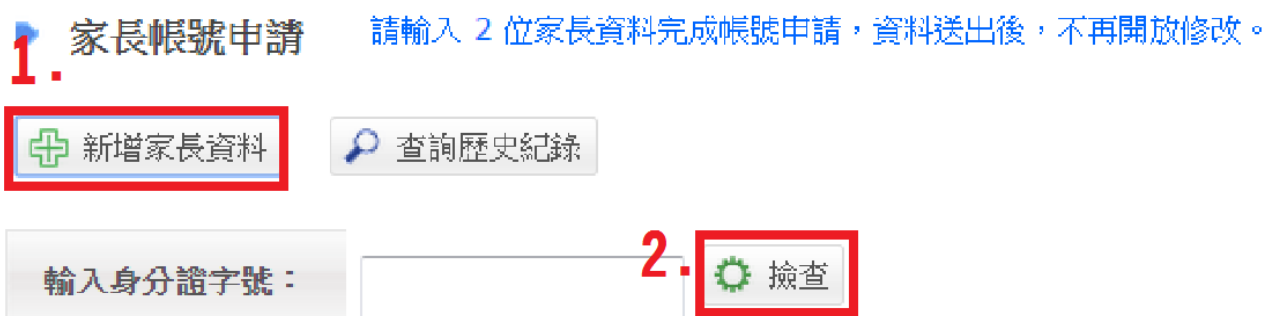 家長帳號申請 請輸入 2 位家長資料完成帳號申請，資料送出後，不再開放修改。
1.
新增家長資料 查詢歷史紀錄
輸入身分證字號： 2. 撿查